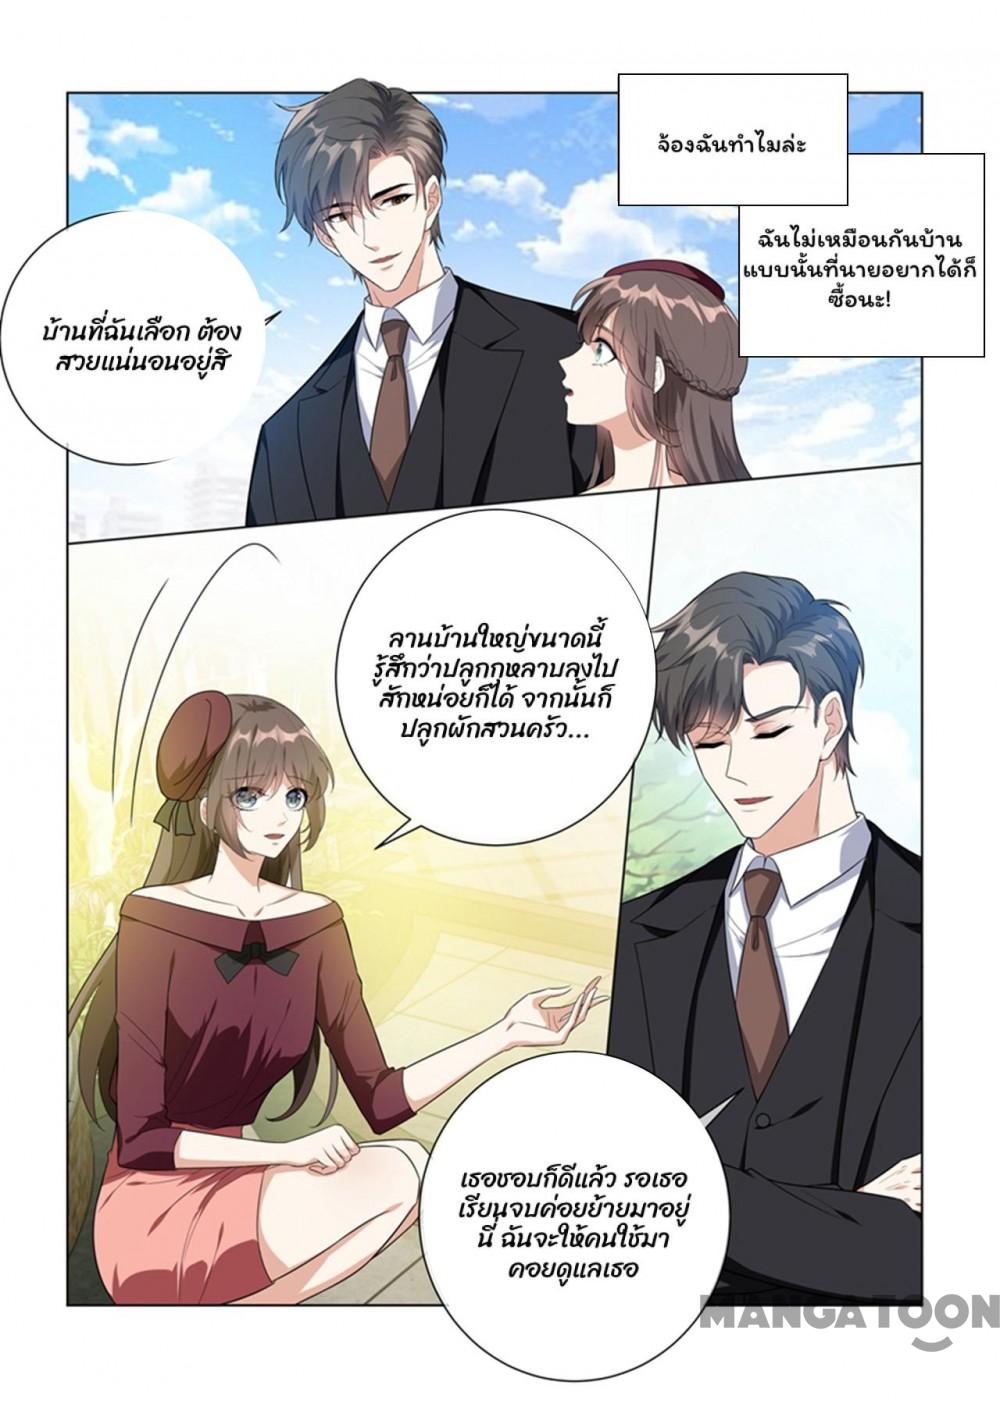 จ้องฉันทำไมล่ะ
ฉันไม่เหมือนกันบ้าน
แบบนั้นที่นายอยากได้ก็
ซื้อนะ!
บ้านที่ฉันเลือก ต้อง
สวยแน่นอนอยู่สิ
ลานบ้านใหญ่ขนาดนี้
รู้สึกว่าปลูกกุหลาบลงไป
สักหน่อยก็ได้ จากนั้นก็
ปลูกผักสวนครัว...
เธอชอบก็ดีแล้ว รอเธอ
เรียนจบค่อยย้ายมาอยู่
นี่ ฉันจะให้คนใช้มา
คอยดูแลเธอ
MANGATOON